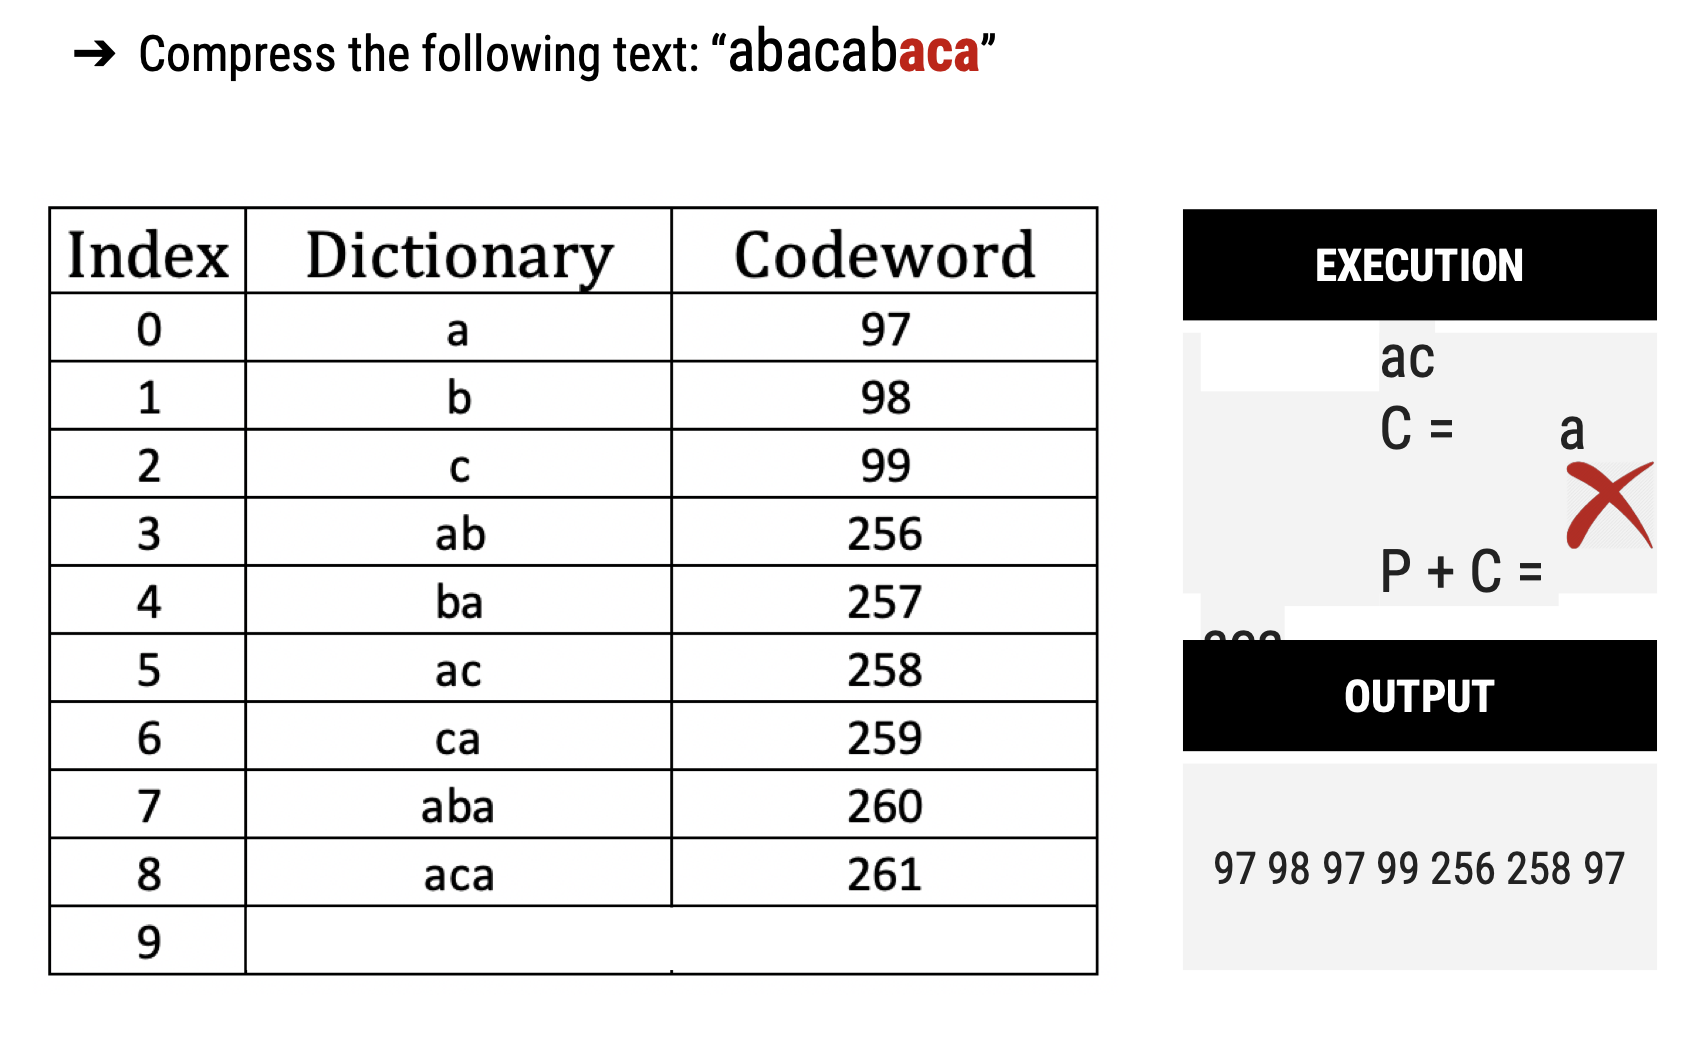 ➔ Compress the following text: “abacabaca”
Index Dictionary Codeword
0 a 97
1 b 98
2 c 99
3 ab 256
4 ba 257
5 ac 258
6 ca 259
7 aba 260
8 aca 261
9
EXECUTION
ac
C = a
P + C =
OUTPUT
97 98 97 99 256 258 97